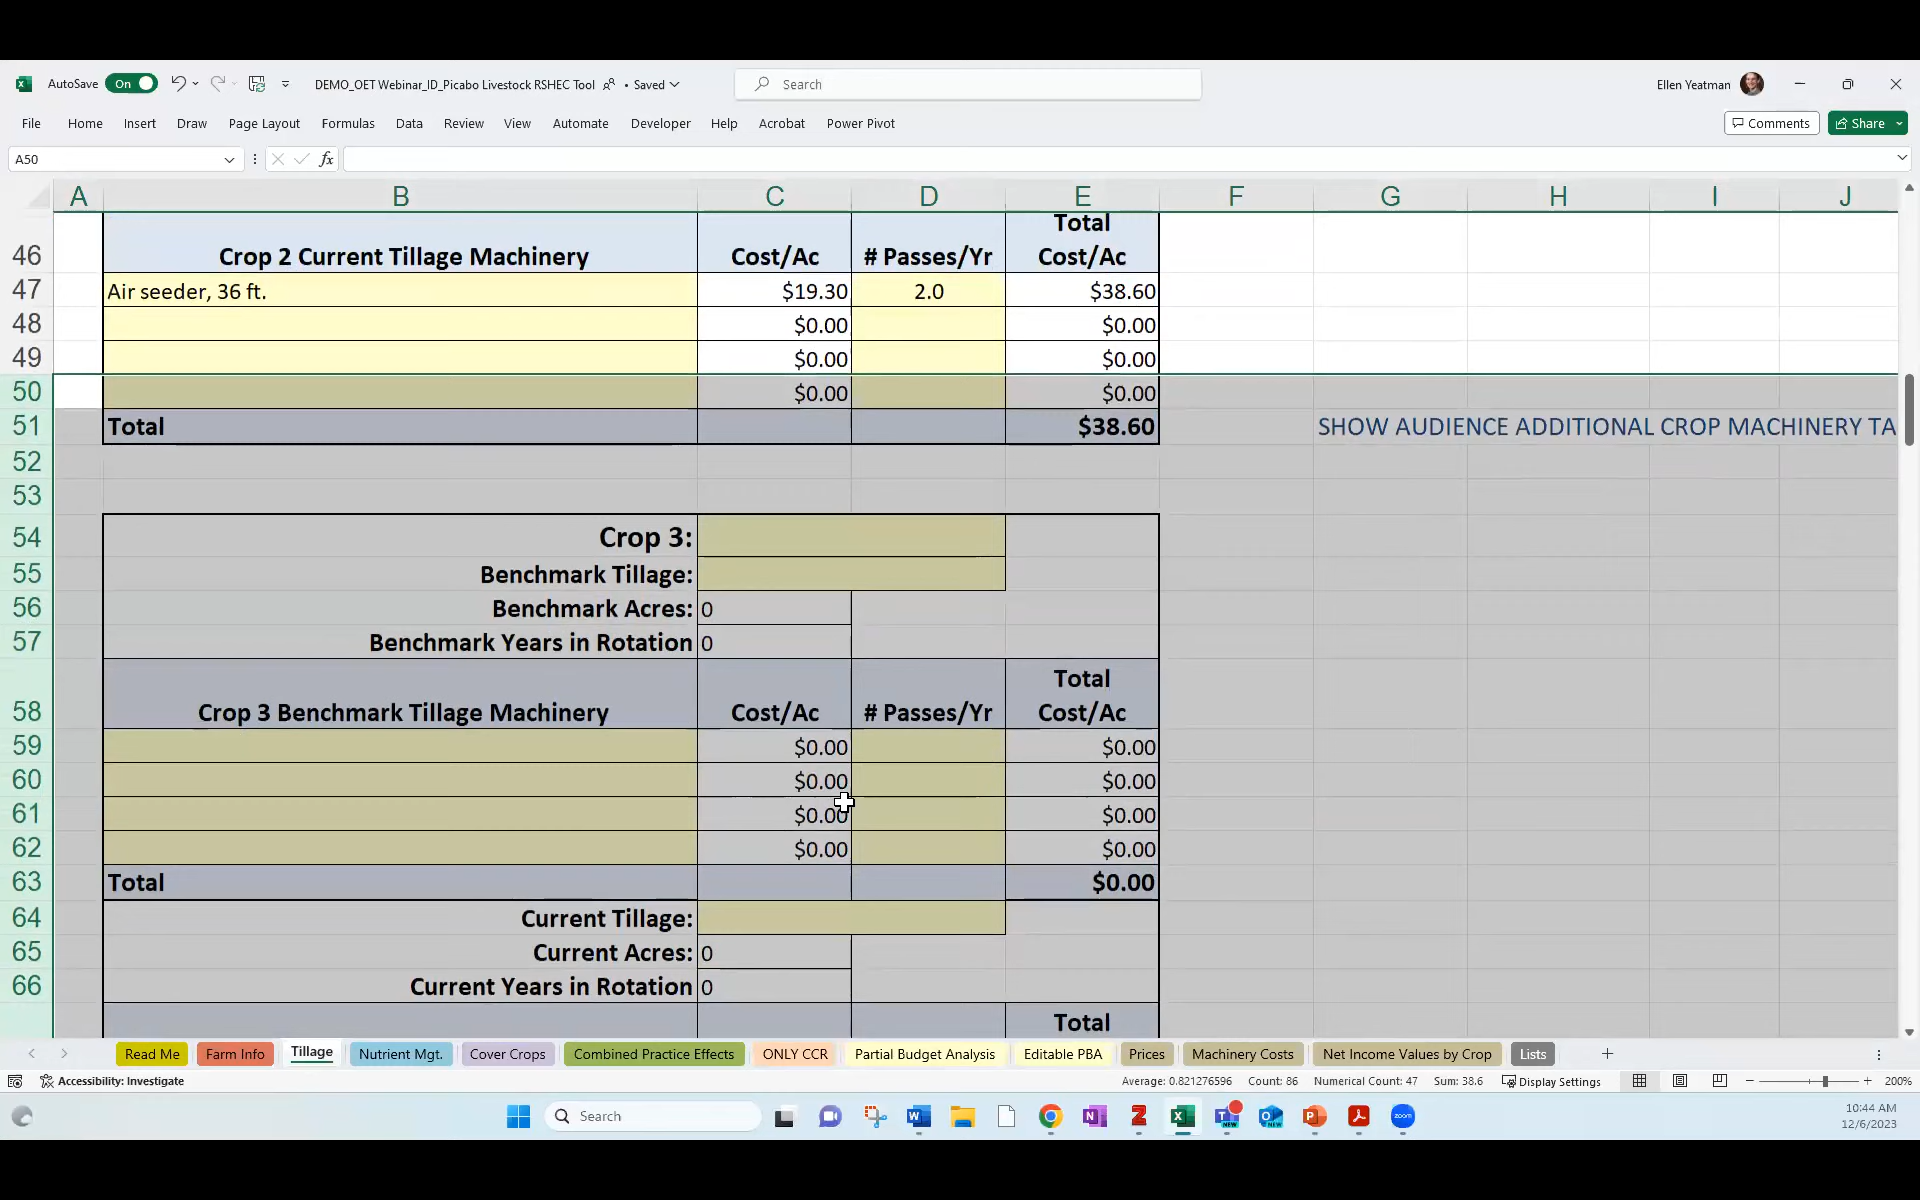 AutoSave On DEMO_OET Webinar_ID_Picabo Livestock RSHEC Tool • Saved Search Ellen Yeatman
File Home Insert Draw Page Layout Formulas Data Review View Automate Developer Help Acrobat Power Pivot Comments Share
A50 fx
A B C D E F G H I J
46 Crop 2 Current Tillage Machinery Cost/Ac # Passes/Yr Total Cost/Ac
47 Air seeder, 36 ft. $19.30 2.0 $38.60
48 $0.00 $0.00
49 $0.00 $0.00
50 $0.00 $0.00
51 Total $38.60 SHOW AUDIENCE ADDITIONAL CROP MACHINERY TA
52
53
54 Crop 3:
55 Benchmark Tillage:
56 Benchmark Acres: 0
57 Benchmark Years in Rotation 0
58 Crop 3 Benchmark Tillage Machinery Cost/Ac # Passes/Yr Total Cost/Ac
59 $0.00 $0.00
60 $0.00 $0.00
61 $0.00 $0.00
62 $0.00 $0.00
63 Total $0.00
64 Current Tillage:
65 Current Acres: 0
66 Current Years in Rotation 0
Total
Read Me Farm Info Tillage Nutrient Mgt. Cover Crops Combined Practice Effects ONLY CCR Partial Budget Analysis Editable PBA Prices Machinery Costs Net Income Values by Crop Lists
Accessibility: Investigate Average: 0.821276596 Count: 86 Numerical Count: 47 Sum: 38.6 Display Settings 200%
Search 10:44 AM
12/6/2023